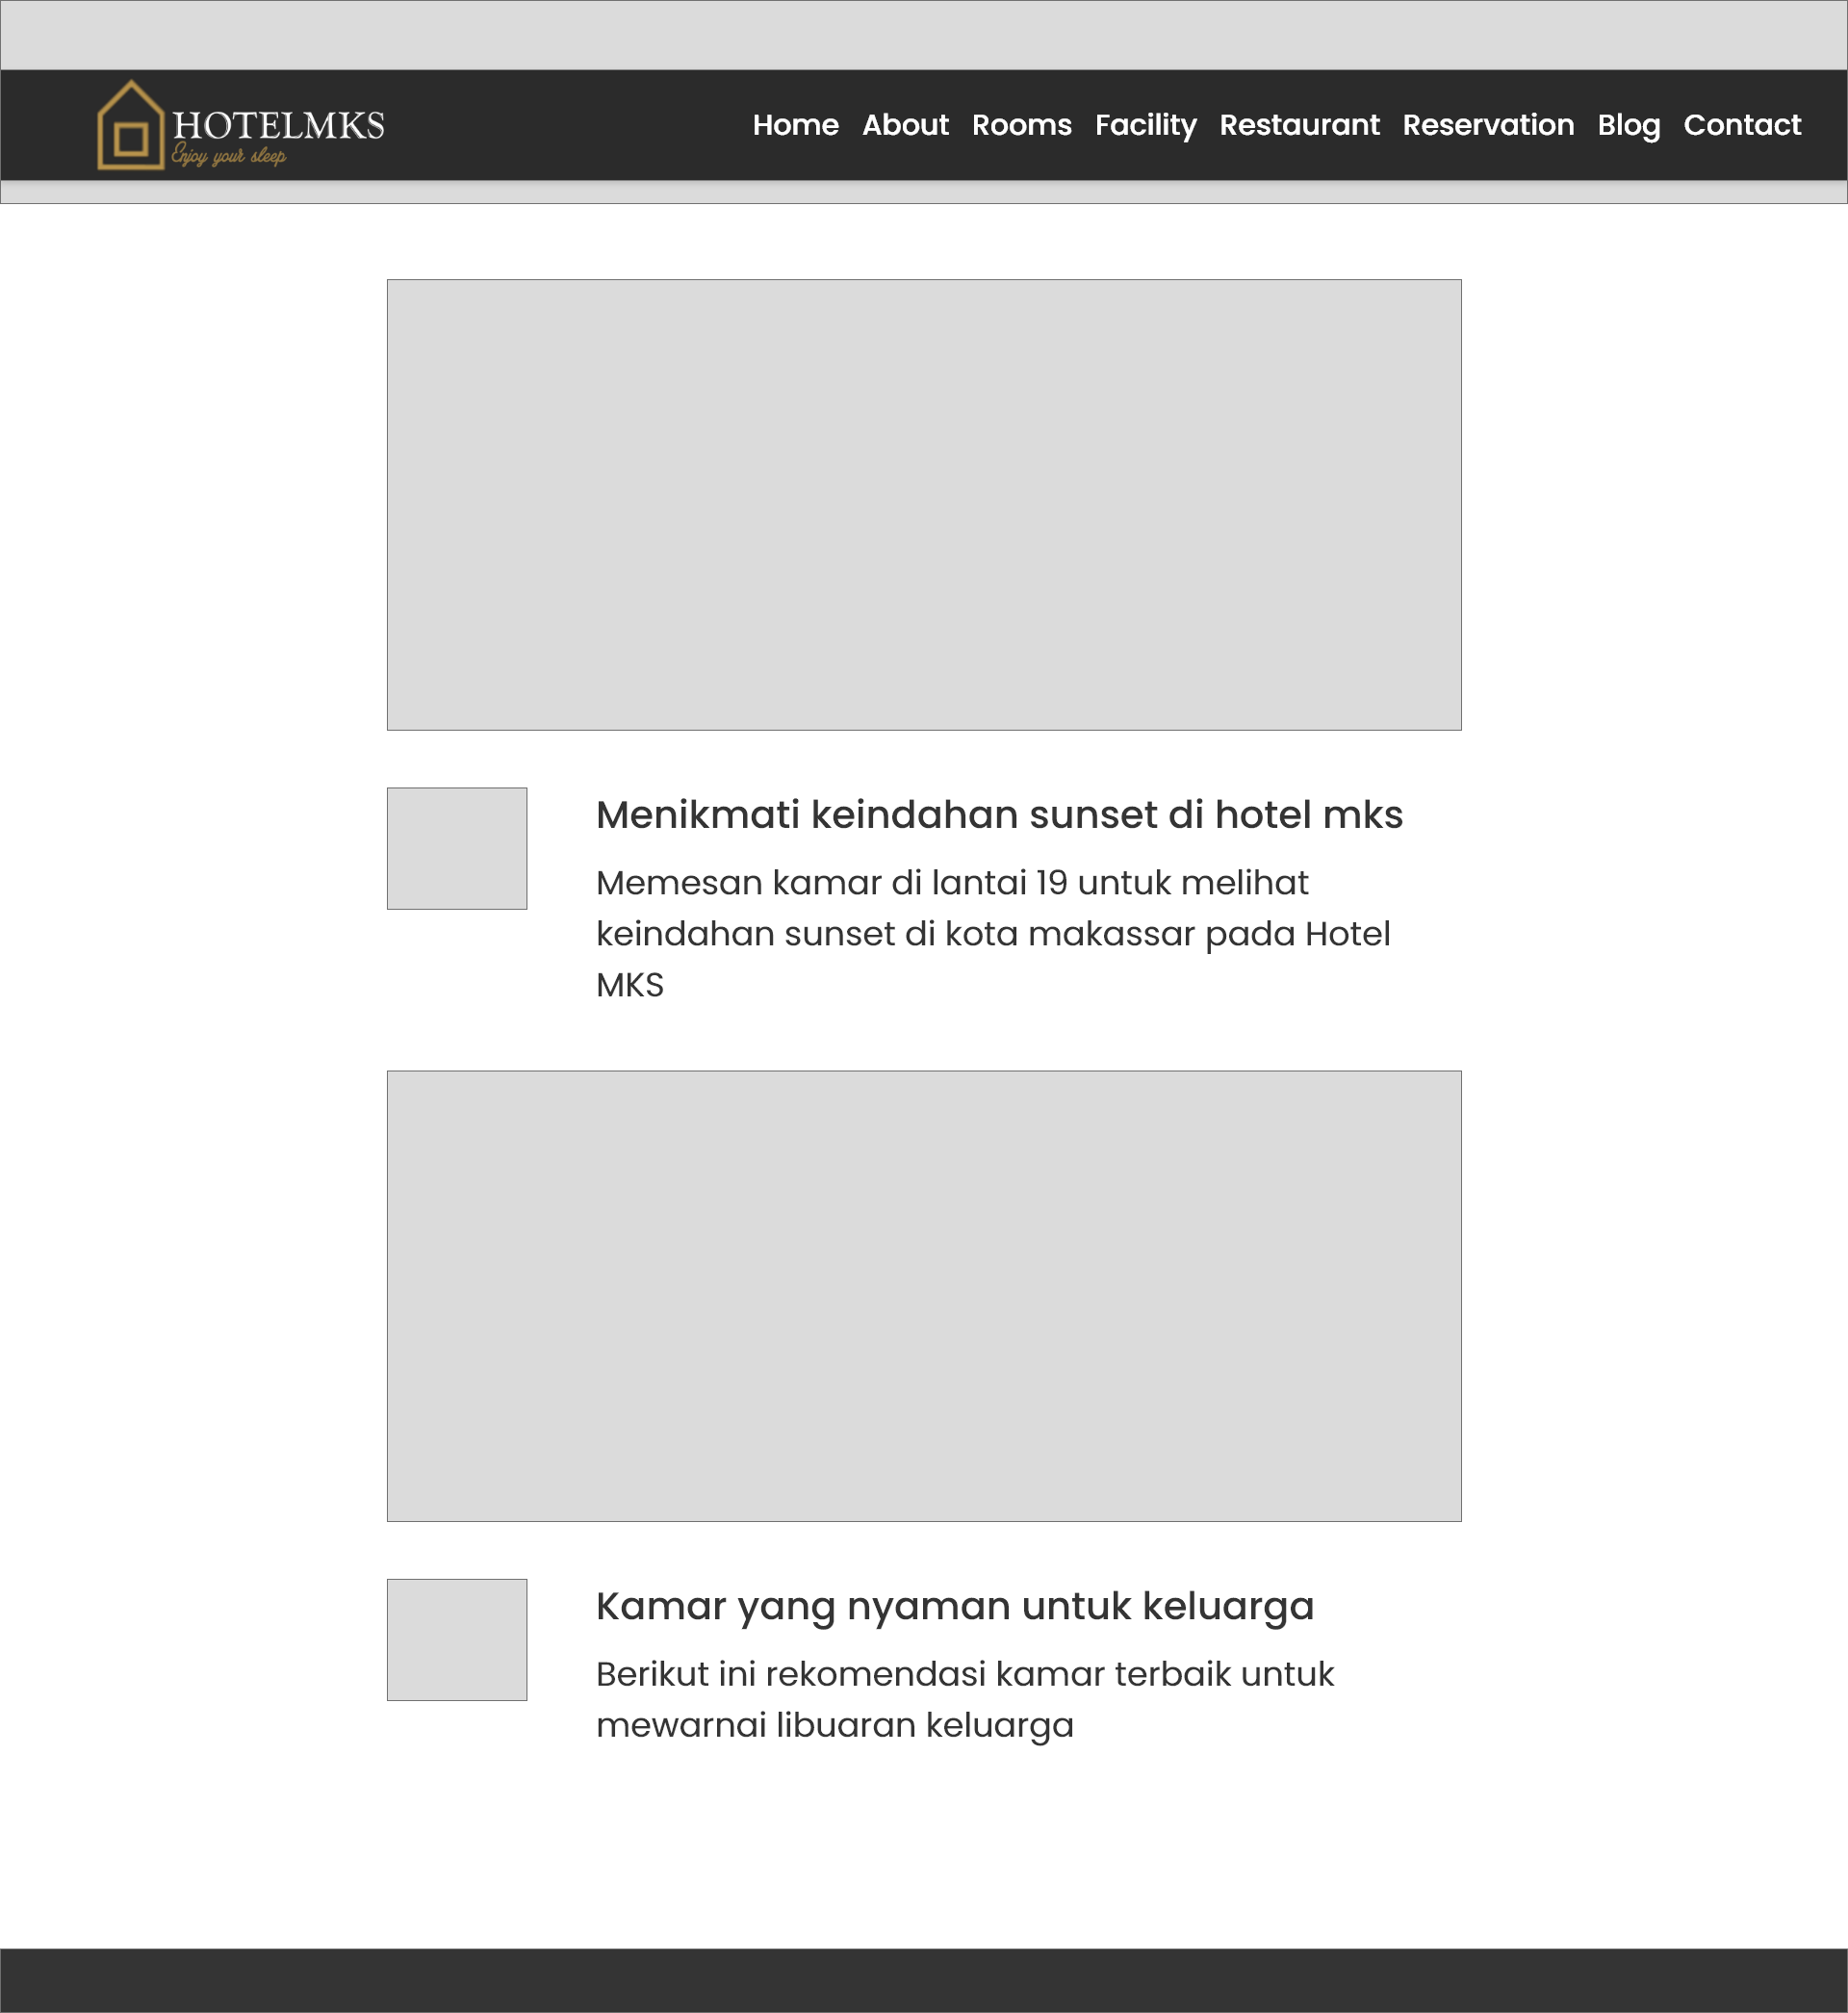 HOTELMKS
Enjoy your sleep
Home About Rooms Facility Restaurant Reservation Blog Contact
Menikmati keindahan sunset di hotel mks
Memesan kamar di lantai 19 untuk melihat
keindahan sunset di kota makassar pada Hotel
MKS
Kamar yang nyaman untuk keluarga
Berikut ini rekomendasi kamar terbaik untuk
mewarnai libuaran keluarga